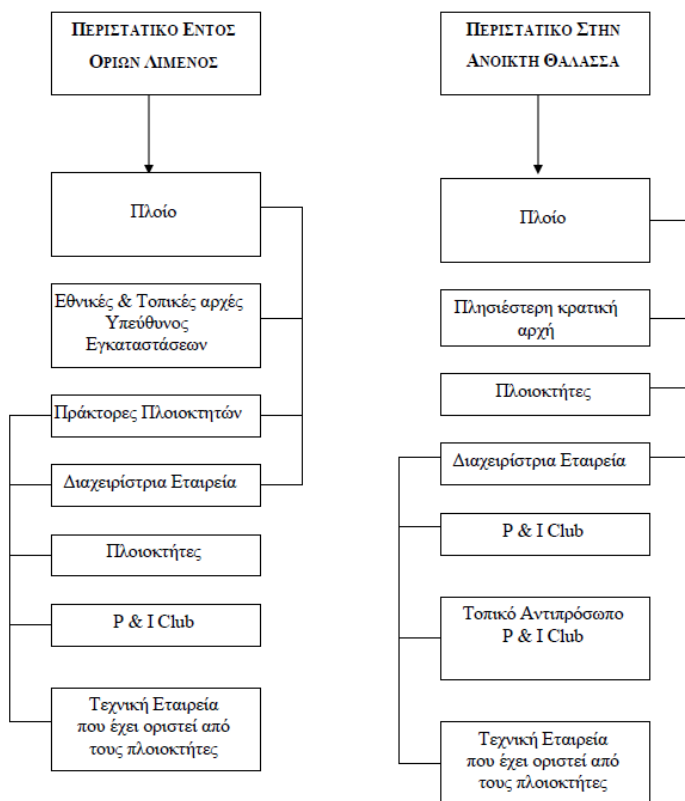 ΠΕΡΙΣΤΑΤΙΚΟ ΕΝΤΟΣ
ΟΡΙΩΝ ΛΙΜΕΝΟΣ
Πλοίο
Εθνικές & Τοπικές αρχές
Υπεύθυνος
Εγκαταστάσεων
Πράκτορες Πλοιοκτητών
Διαχειρίστρια Εταιρεία
Πλοιοκτήτες
P & I Club
Τεχνική Εταιρεία
που έχει οριστεί από
τους πλοιοκτήτες
ΠΕΡΙΣΤΑΤΙΚΟ ΣΤΗΝ
ΑΝΟΙΚΤΗ ΘΑΛΑΣΣΑ
Πλοίο
Πλησιέστερη κρατική
αρχή
Πλοιοκτήτες
Διαχειρίστρια Εταιρεία
P & I Club
Τοπικό Αντιπρόσωπο
P & I Club
Τεχνική Εταιρεία
που έχει οριστεί από
τους πλοιοκτήτες